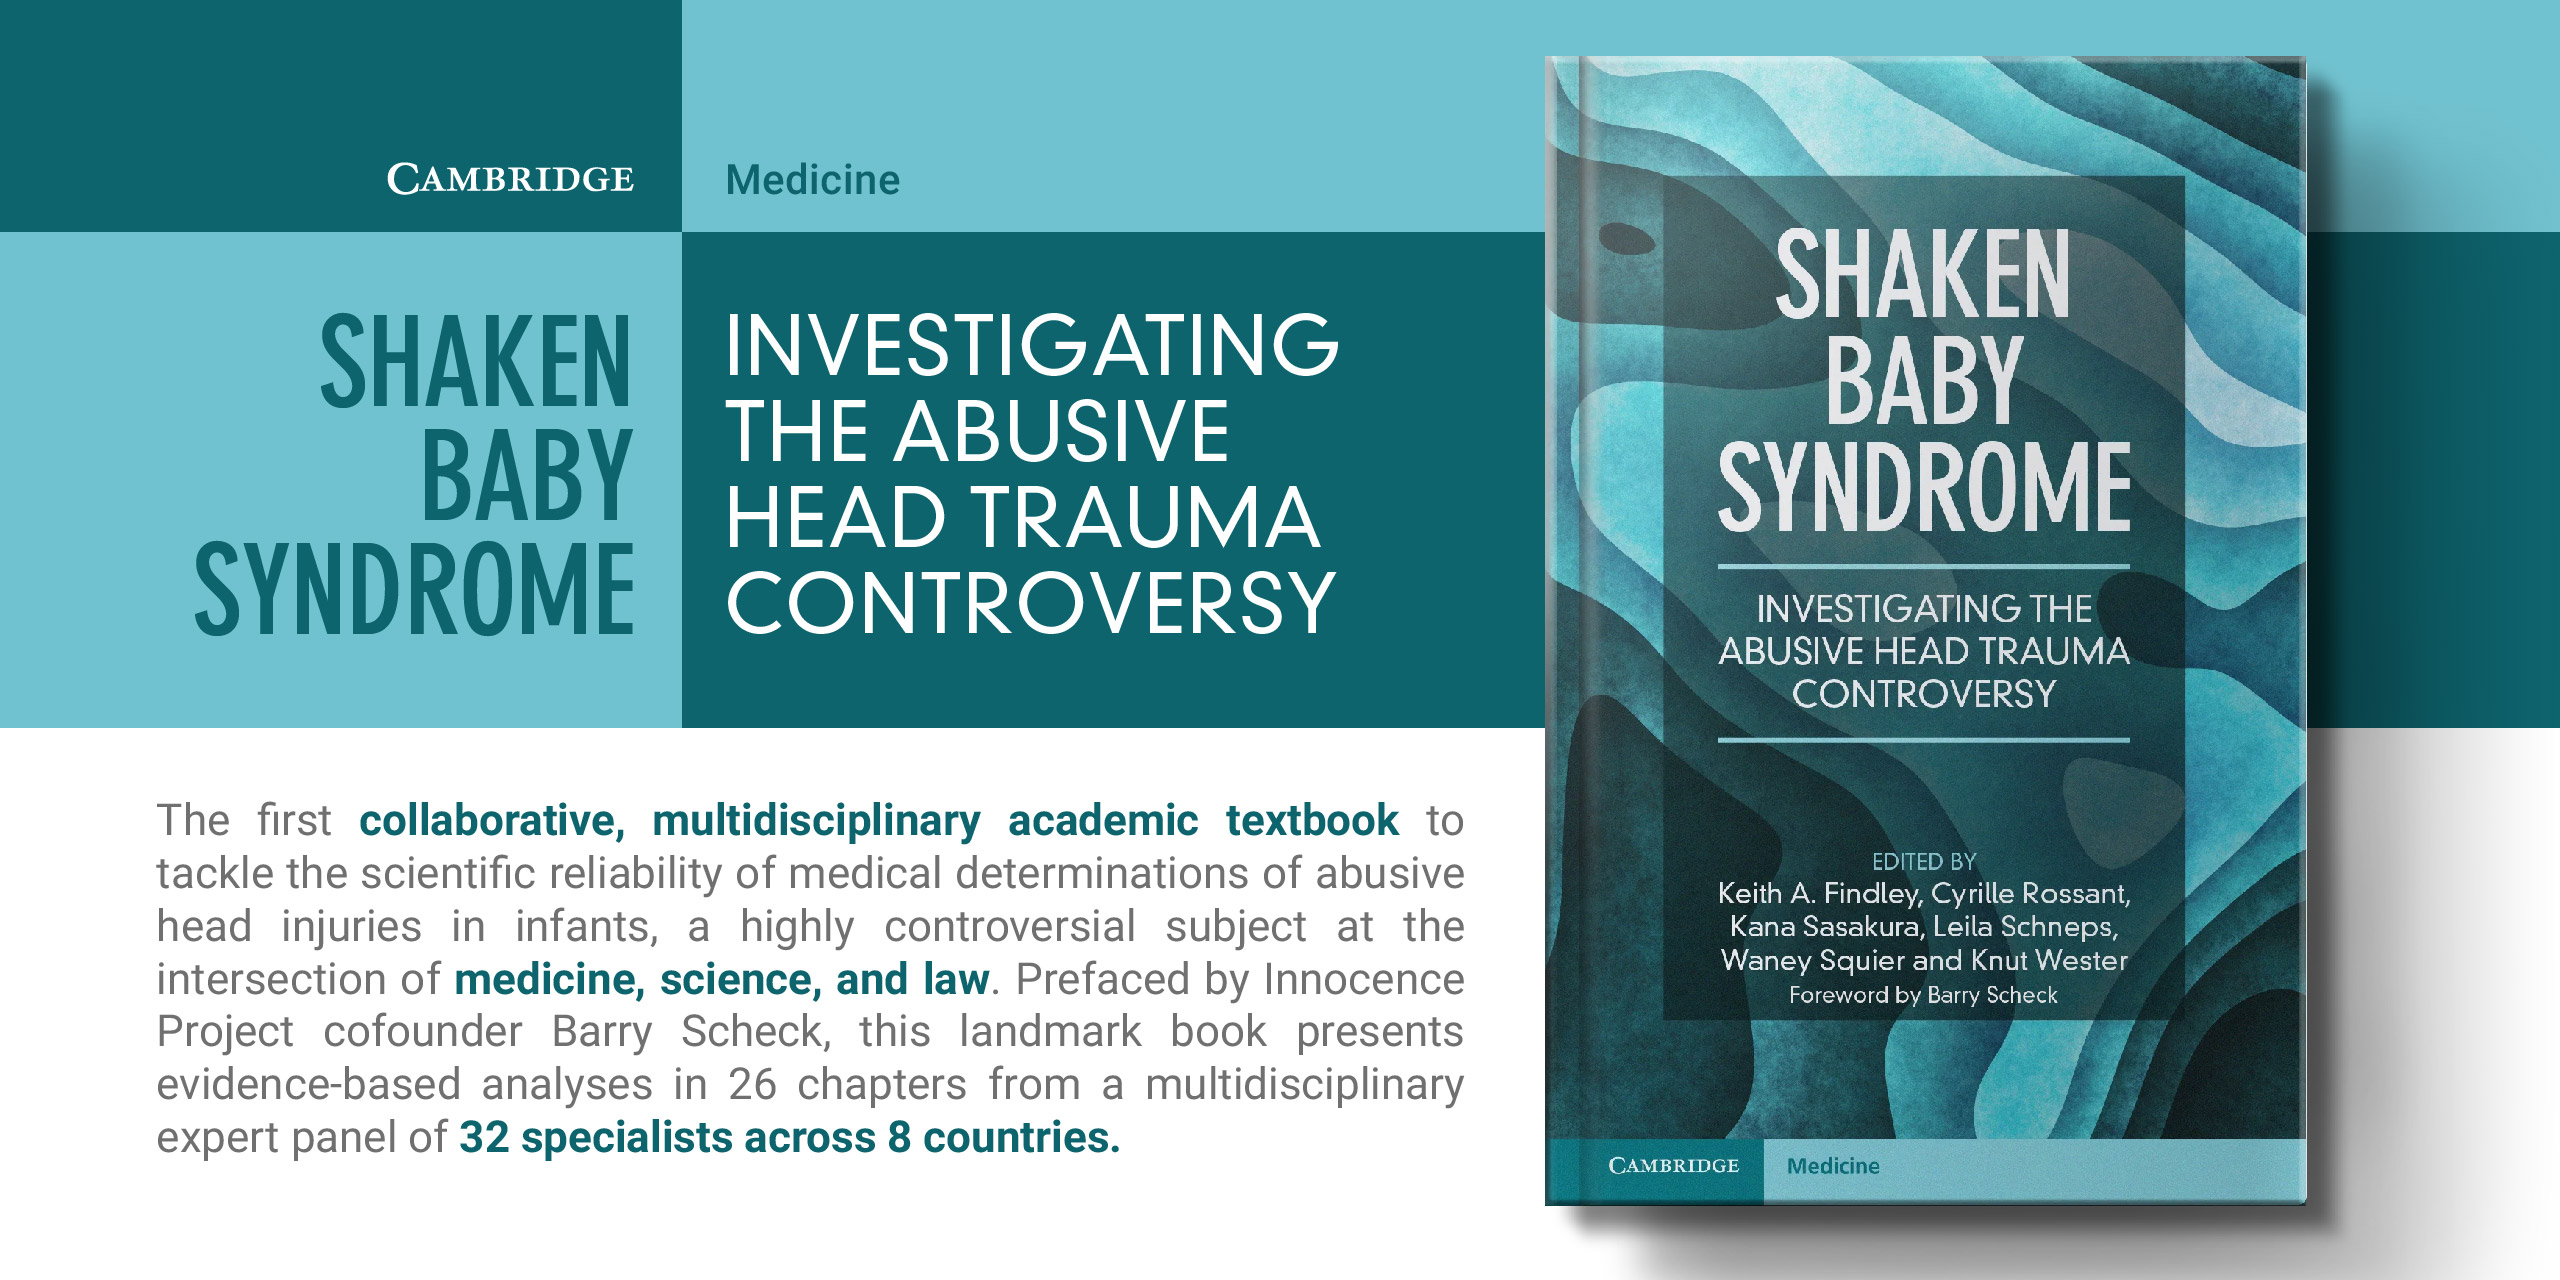 CAMBRIDGE
Medicine
SHAKEN
BABY
SYNDROME
INVESTIGATING
THE ABUSIVE
HEAD TRAUMA
CONTROVERSY
The first collaborative, multidisciplinary academic textbook to
tackle the scientific reliability of medical determinations of abusive
head injuries in infants, a highly controversial subject at the
intersection of medicine, science, and law. Prefaced by Innocence
Project cofounder Barry Scheck, this landmark book presents
evidence-based analyses in 26 chapters from a multidisciplinary
expert panel of 32 specialists across 8 countries.
SHAKEN
BABY
SYNDROME
INVESTIGATING THE
ABUSIVE HEAD TRAUMA
CONTROVERSY
EDITED BY
Keith A. Findley, Cyrille Rossant,
Kana Sasakura, Leila Schneps,
Waney Squier and Knut Wester
Foreword by Barry Scheck
CAMBRIDGE
Medicine